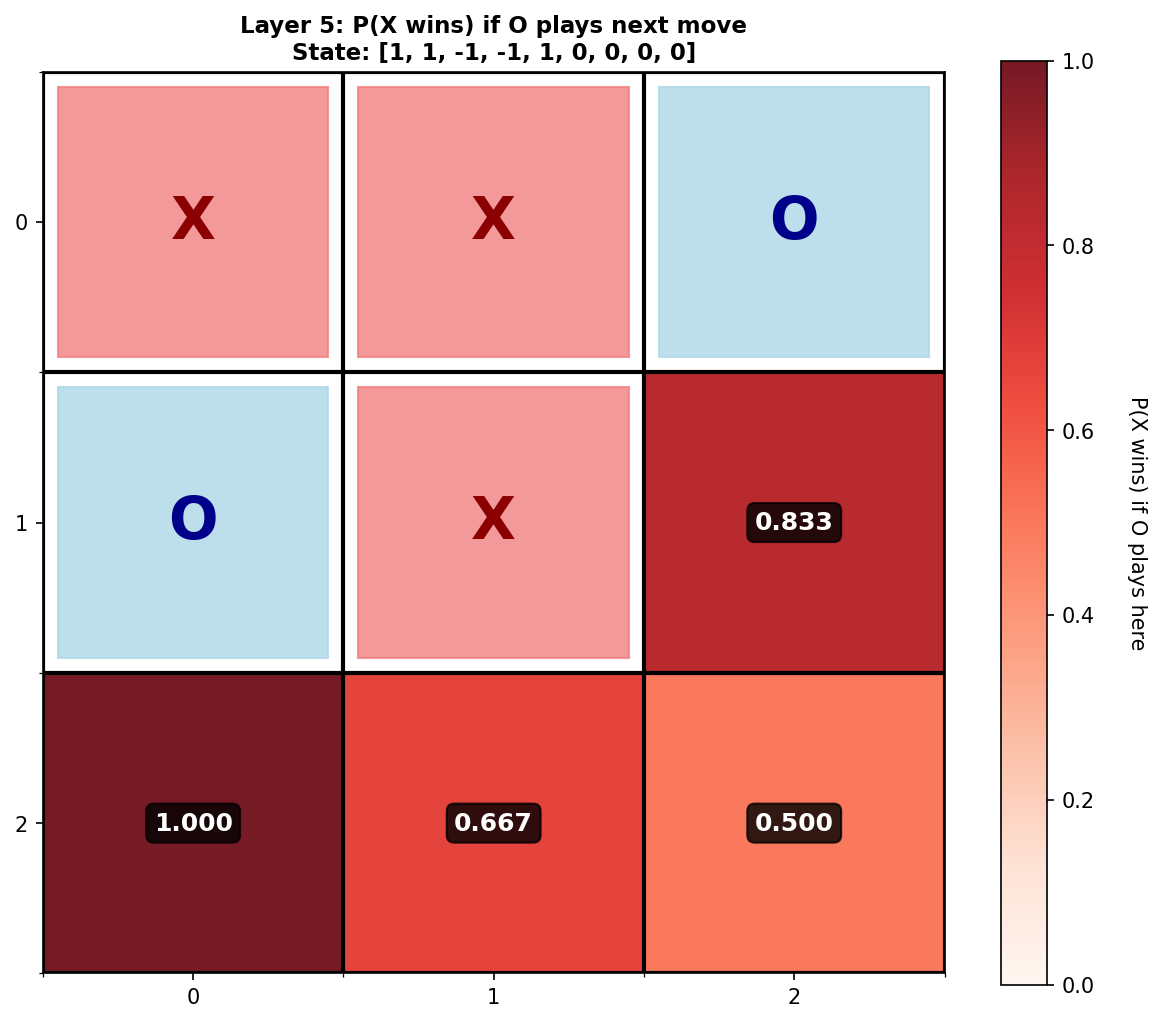 Layer 5: P(X wins) if O plays next move
State: [1, 1, -1, -1, 1, 0, 0, 0, 0]
0
X
X
O
1
O
X
0.833
2
1.000
0.667
0.500
0
1
2
1.0
0.8
0.6
0.4
0.2
0.0
P(X wins) if O plays here